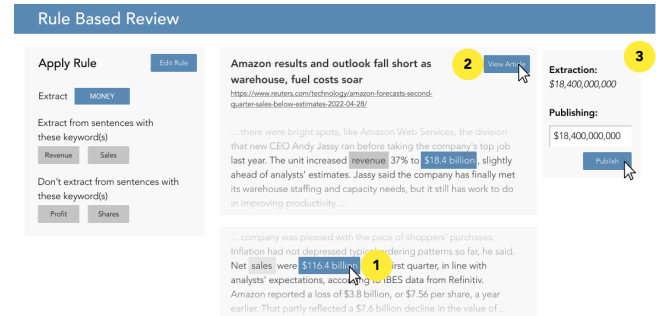 Rule Based Review
Apply Rule
Edit Rule
Extract MONEY
Extract from sentences with
these keyword(s)
Revenue Sales
Don't extract from sentences with
these keyword(s)
Profit Shares
Amazon results and outlook fall short as
warehouse, fuel costs soar
https://www.reuters.com/technology/amazon-forecasts-second-
quarter-sales-below-estimates-2022-04-28/
2
View Article
... there were bright spots, like Amazon Web Services, the division
that new CEO Andy Jassy ran before taking the company's top job
last year. The unit increased revenue 37% to $18.4 billion, slightly
ahead of analysts' estimates. Jassy said the company has finally met
its warehouse staffing and capacity needs, but it still has work to do
in improving productivity. ...
... company was pleased with the pace of shoppers' purchases.
Inflation had not depressed typical ordering patterns so far, he said.
Net sales were $116.4 billion 1 first quarter, in line with
analysts' expectations, according to IBES data from Refinitiv.
Amazon reported a loss of $3.8 billion, or $7.56 per share, a year
earlier. That partly reflected a $7.6 billion decline in the value of ...
3
Extraction:
$18,400,000,000
Publishing:
$18,400,000,000
Publish